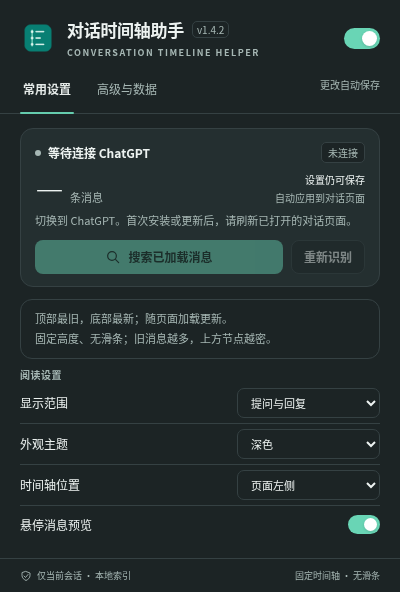 对话时间轴助手 v1.4.2
CONVERSATION TIMELINE HELPER
常用设置 高级与数据 更改自动保存
等待连接 ChatGPT 未连接
— 条消息 设置仍可保存
自动应用到对话页面
切换到 ChatGPT。首次安装或更新后，请刷新已打开的对话页面。
搜索已加载消息 重新识别
顶部最旧，底部最新；随页面加载更新。
固定高度、无滑条；旧消息越多，上方节点越密。
阅读设置
显示范围 提问与回复
外观主题 深色
时间轴位置 页面左侧
悬停消息预览
仅当前会话 · 本地索引 固定时间轴 · 无滑条